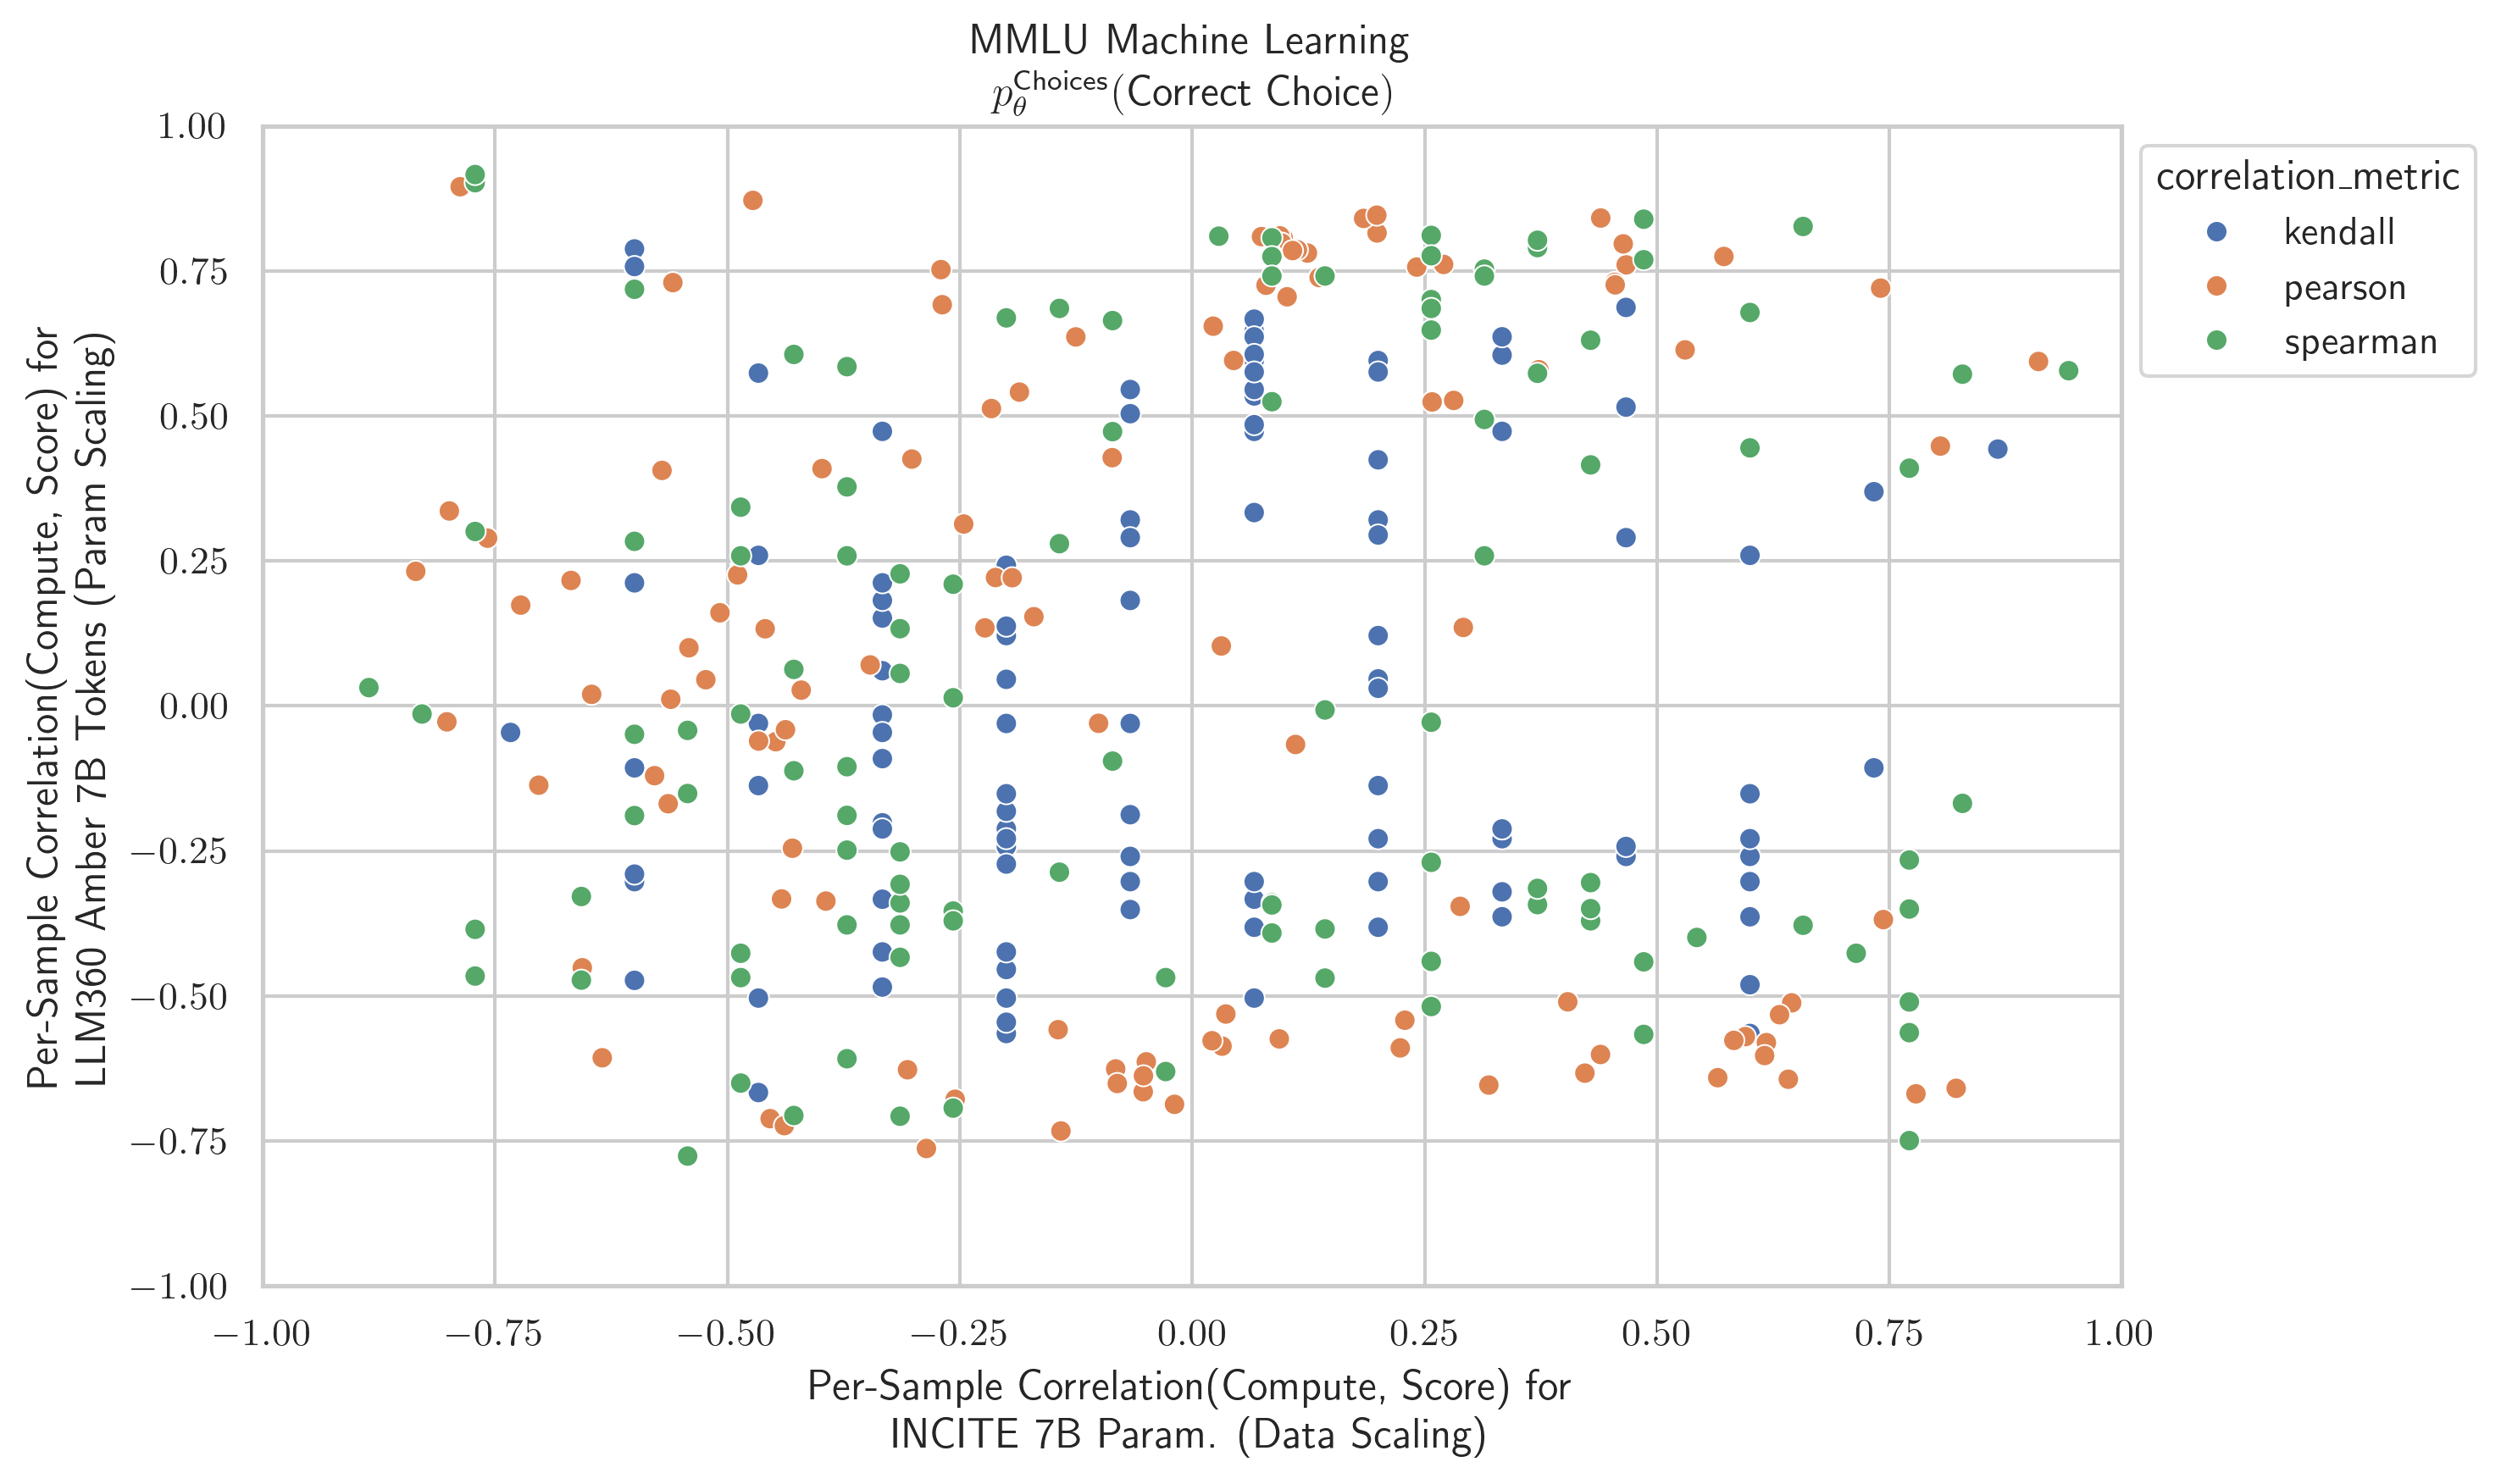 MMLU Machine Learning
p_θ^Choices(Correct Choice)
1.00
0.75
0.50
0.25
0.00
−0.25
−0.50
−0.75
−1.00
Per-Sample Correlation(Compute, Score) for
LLM360 Amber 7B Tokens (Param Scaling)
−1.00 −0.75 −0.50 −0.25 0.00 0.25 0.50 0.75 1.00
Per-Sample Correlation(Compute, Score) for
INCITE 7B Param. (Data Scaling)
correlation_metric
kendall
pearson
spearman